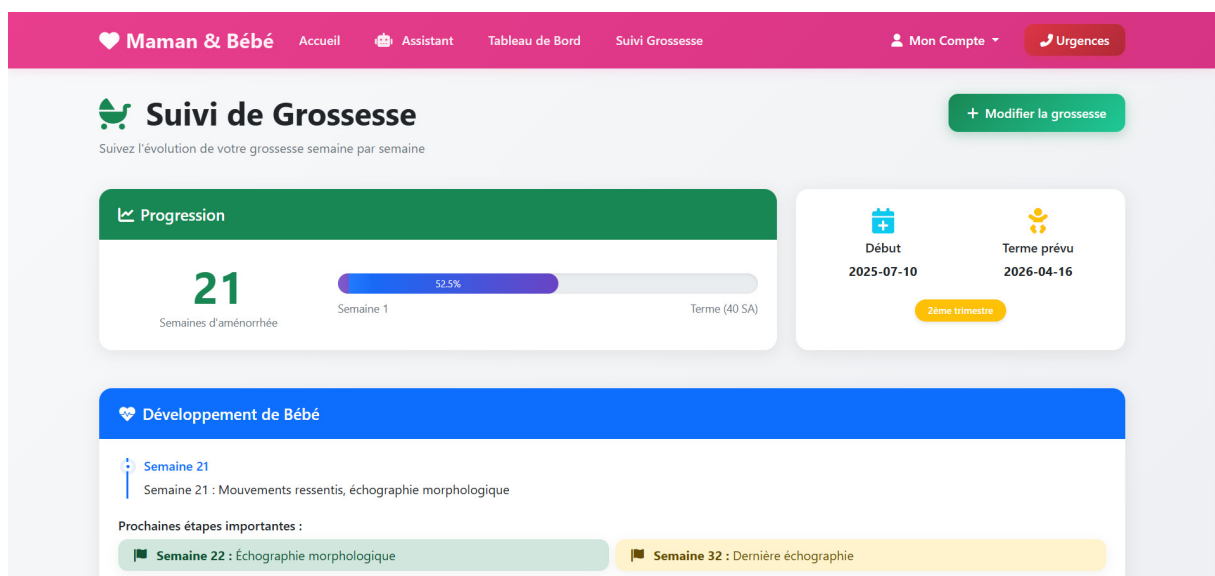 Maman & Bébé Accueil Assistant Tableau de Bord Suivi Grossesse Mon Compte Urgences
Suivi de Grossesse
+ Modifier la grossesse
Suivez l'évolution de votre grossesse semaine par semaine
Progression
21
Semaines d'aménorrhée
52.5%
Semaine 1 Terme (40 SA)
Début Terme prévu
2025-07-10 2026-04-16
2ème trimestre
Développement de Bébé
Semaine 21
Semaine 21 : Mouvements ressentis, échographie morphologique
Prochaines étapes importantes :
Semaine 22 : Échographie morphologique Semaine 32 : Dernière échographie